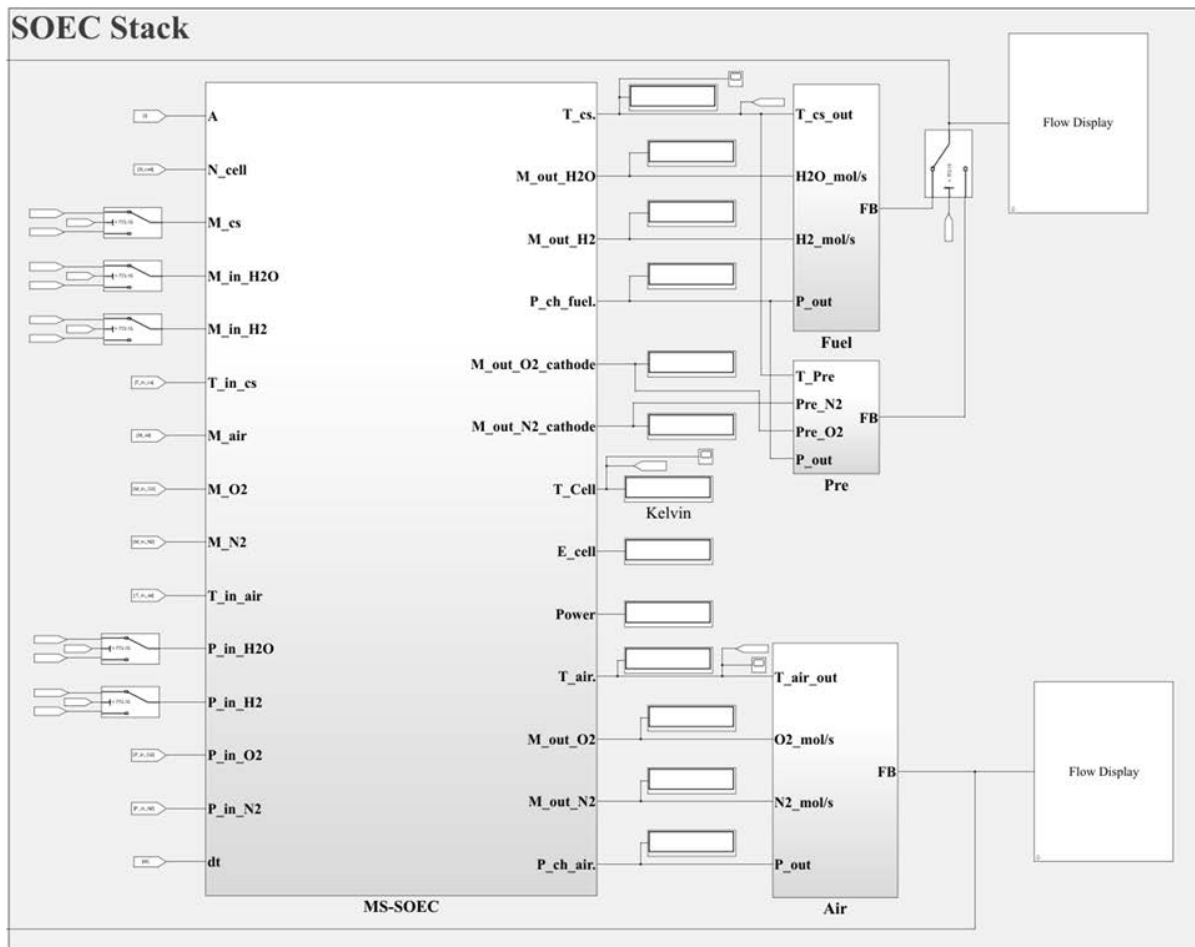 SOEC Stack
A
N_cell
M_cs
M_in_H2O
M_in_H2
T_in_cs
M_air
M_O2
M_N2
T_in_air
P_in_H2O
P_in_H2
P_in_O2
P_in_N2
dt
T_cs.
M_out_H2O
M_out_H2
P_ch_fuel.
M_out_O2_cathode
M_out_N2_cathode
T_Cell
Kelvin
E_cell
Power
T_air.
M_out_O2
M_out_N2
P_ch_air.
MS-SOEC
T_cs_out
H2O_mol/s
FB
H2_mol/s
P_out
Fuel
T_Pre
Pre_N2
FB
Pre_O2
P_out
Pre
T_air_out
O2_mol/s
FB
N2_mol/s
P_out
Air
Flow Display
Flow Display